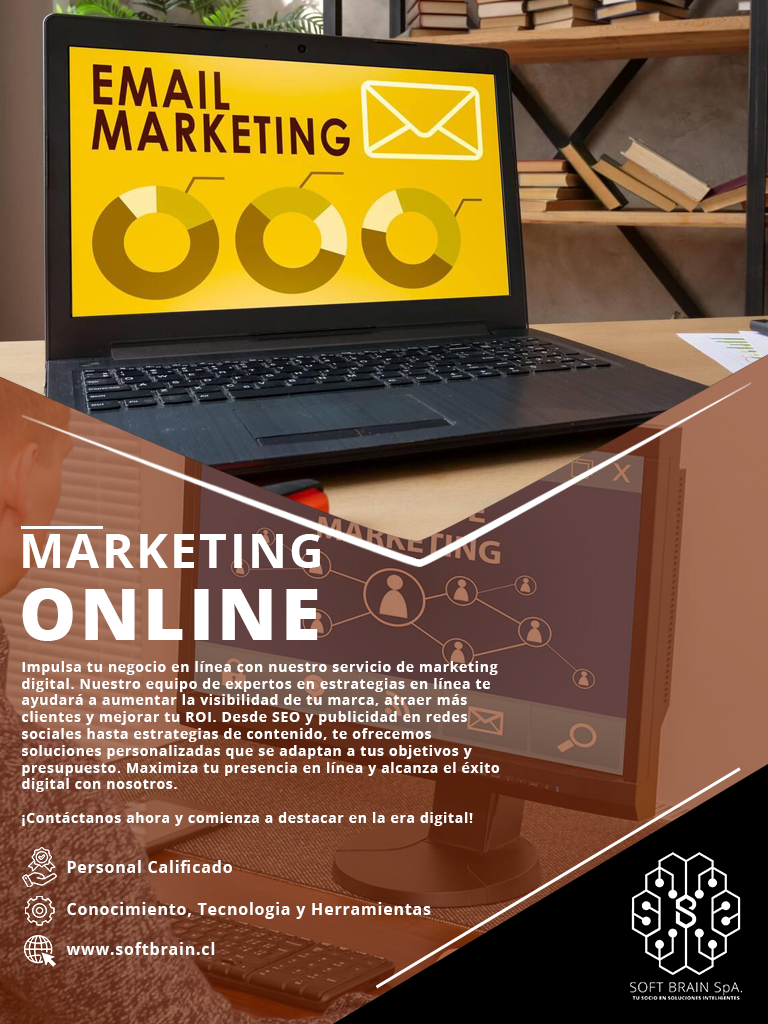 EMAIL
MARKETING
X
MARKETING
MARKETING
ONLINE
Impulsa tu negocio en línea con nuestro servicio de marketing
digital. Nuestro equipo de expertos en estrategias en línea te
ayudará a aumentar la visibilidad de tu marca, atraer más
clientes y mejorar tu ROI. Desde SEO y publicidad en redes
sociales hasta estrategias de contenido, te ofrecemos
soluciones personalizadas que se adaptan a tus objetivos y
presupuesto. Maximiza tu presencia en línea y alcanza el éxito
digital con nosotros.
¡Contáctanos ahora y comienza a destacar en la era digital!
Personal Calificado
Conocimiento, Tecnologia y Herramientas
www.softbrain.cl
SOFT BRAIN SpA.
TU SOCIO EN SOLUCIONES INTELIGENTES